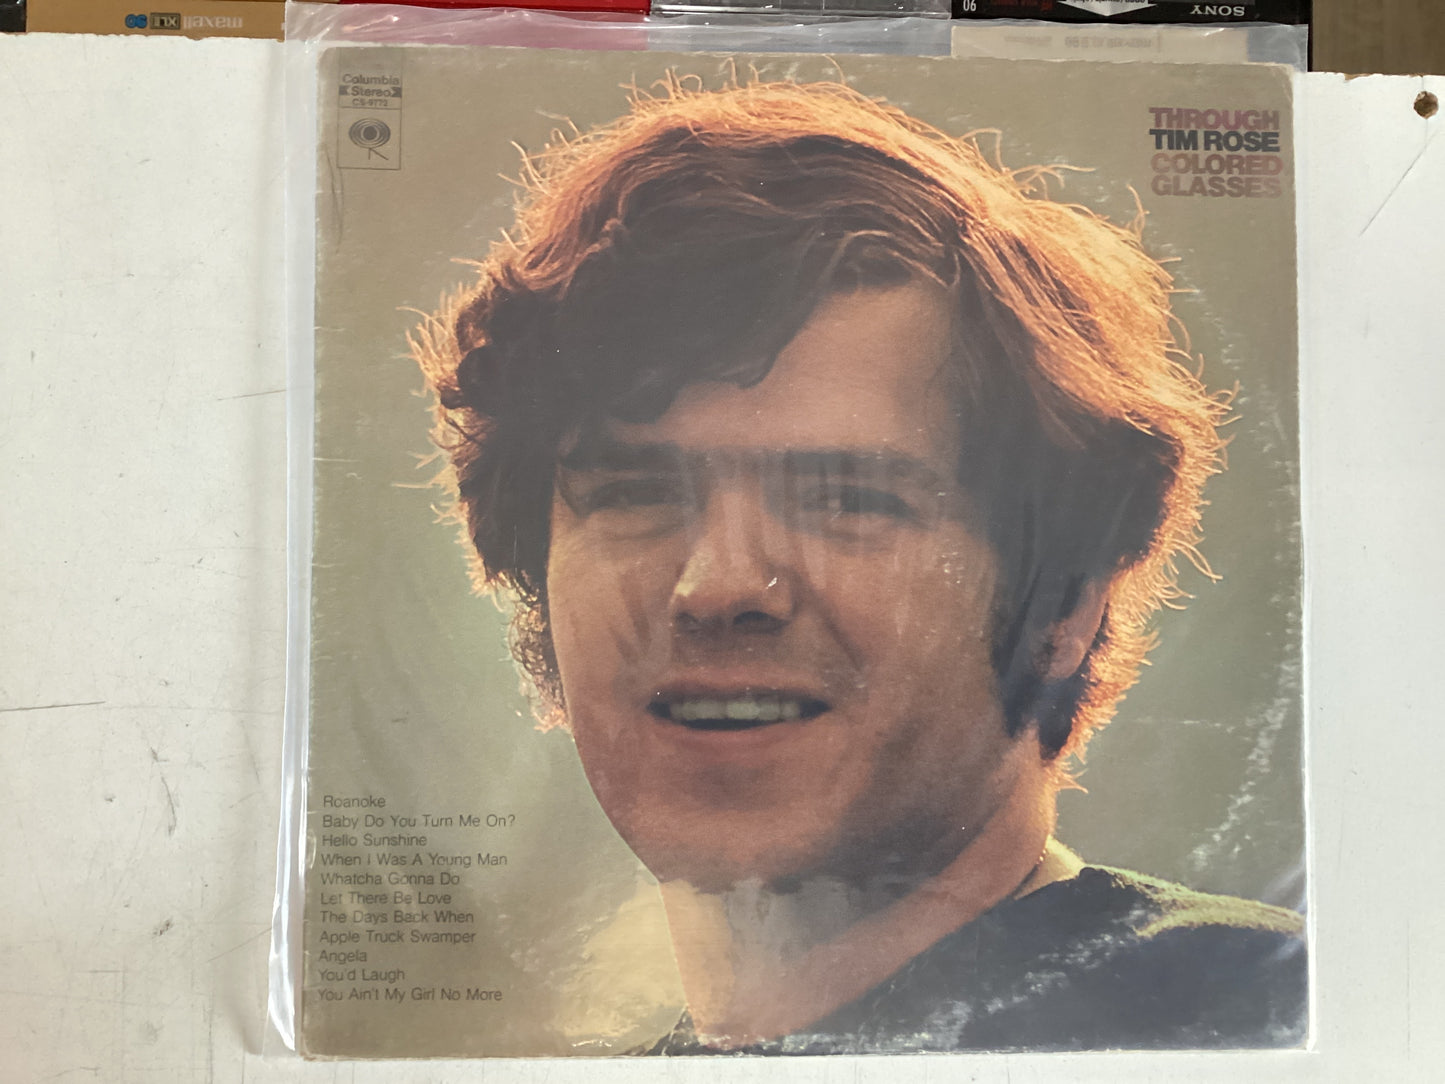 maxell XLII 90
90
SONY
Columbia
Stereo
CS-9772
THROUGH
TIM ROSE
COLORED
GLASSES
Roanoke
Baby Do You Turn Me On?
Hello Sunshine
When I Was A Young Man
Whatcha Gonna Do
Let There Be Love
The Days Back When
Apple Truck Swamper
Angela
You'd Laugh
You Ain't My Girl No More